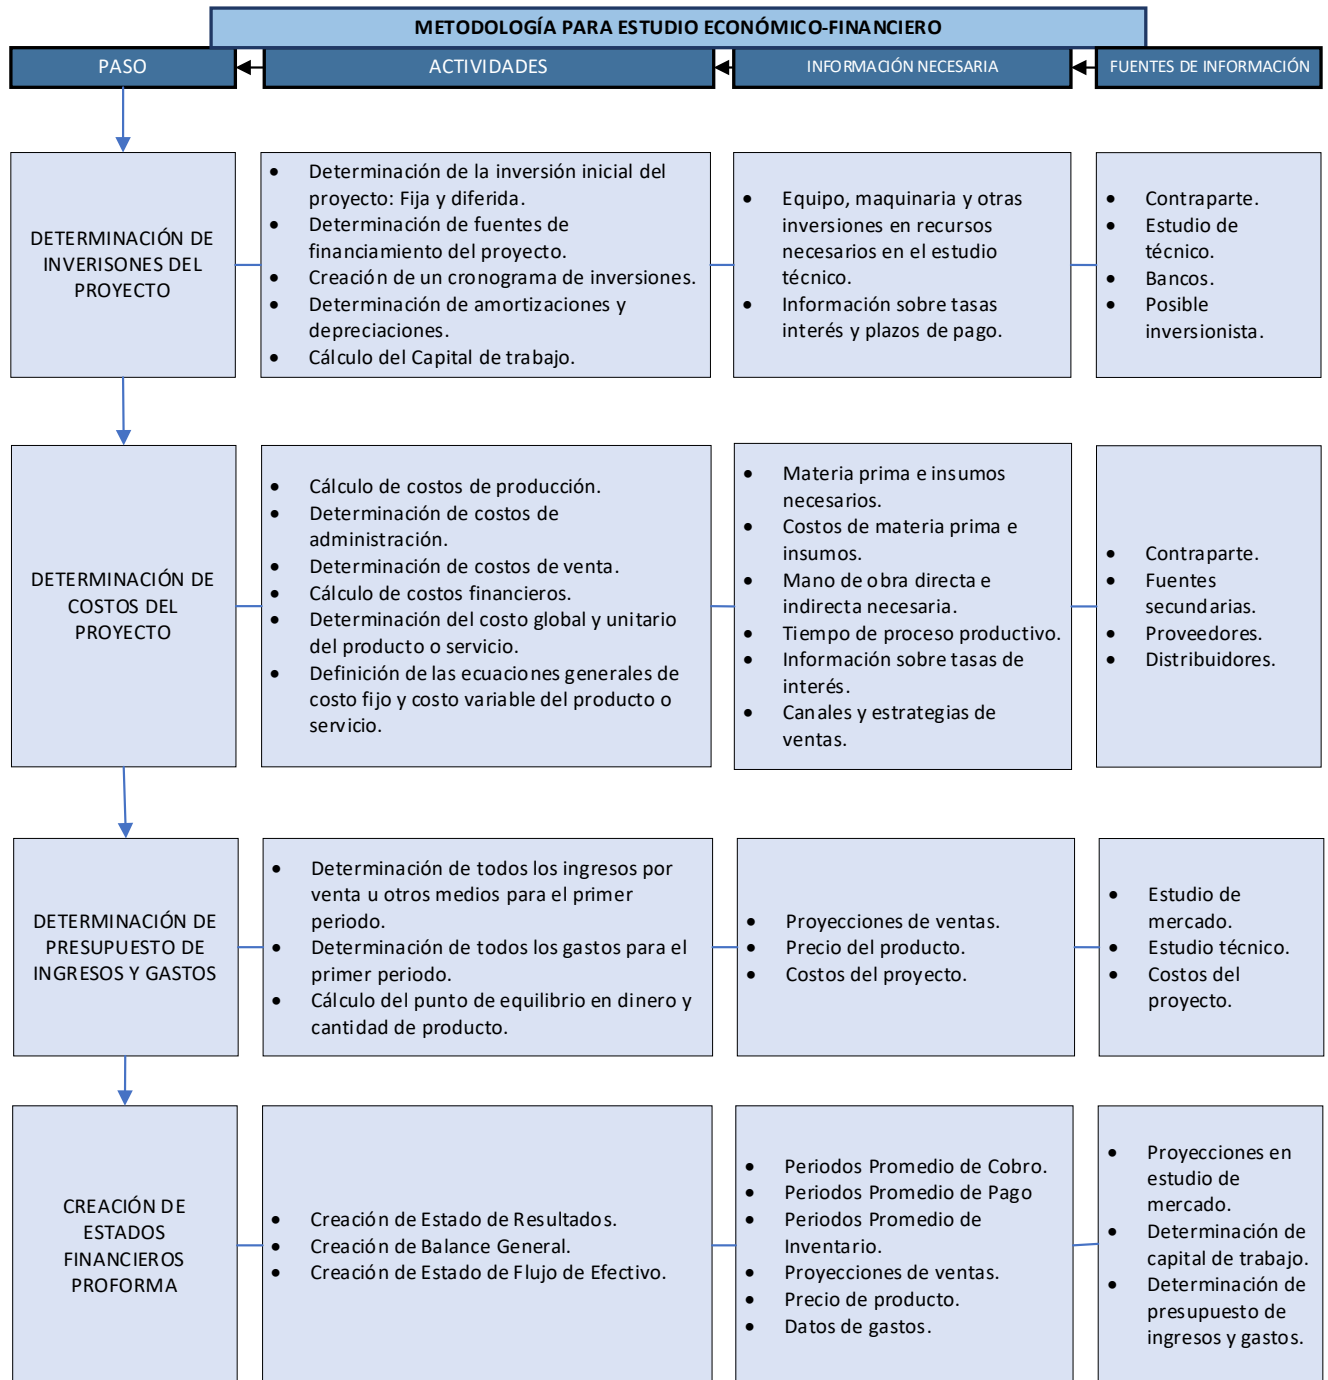 METODOLOGÍA PARA ESTUDIO ECONÓMICO-FINANCIERO
PASO
ACTIVIDADES
INFORMACIÓN NECESARIA
FUENTES DE INFORMACIÓN
DETERMINACIÓN DE
INVERISONES DEL
PROYECTO
• Determinación de la inversión inicial del
proyecto: Fija y diferida.
• Determinación de fuentes de
financiamiento del proyecto.
• Creación de un cronograma de inversiones.
• Determinación de amortizaciones y
depreciaciones.
• Cálculo del Capital de trabajo.
• Equipo, maquinaria y otras
inversiones en recursos
necesarios en el estudio
técnico.
• Información sobre tasas
interés y plazos de pago.
• Contraparte.
• Estudio de
técnico.
• Bancos.
• Posible
inversionista.
DETERMINACIÓN DE
COSTOS DEL
PROYECTO
• Cálculo de costos de producción.
• Determinación de costos de
administración.
• Determinación de costos de venta.
• Cálculo de costos financieros.
• Determinación del costo global y unitario
del producto o servicio.
• Definición de las ecuaciones generales de
costo fijo y costo variable del producto o
servicio.
• Materia prima e insumos
necesarios.
• Costos de materia prima e
insumos.
• Mano de obra directa e
indirecta necesaria.
• Tiempo de proceso productivo.
• Información sobre tasas de
interés.
• Canales y estrategias de
ventas.
• Contraparte.
• Fuentes
secundarias.
• Proveedores.
• Distribuidores.
DETERMINACIÓN DE
PRESUPUESTO DE
INGRESOS Y GASTOS
• Determinación de todos los ingresos por
venta u otros medios para el primer
periodo.
• Determinación de todos los gastos para el
primer periodo.
• Cálculo del punto de equilibrio en dinero y
cantidad de producto.
• Proyecciones de ventas.
• Precio del producto.
• Costos del proyecto.
• Estudio de
mercado.
• Estudio técnico.
• Costos del
proyecto.
CREACIÓN DE
ESTADOS
FINANCIEROS
PROFORMA
• Creación de Estado de Resultados.
• Creación de Balance General.
• Creación de Estado de Flujo de Efectivo.
• Periodos Promedio de Cobro.
• Periodos Promedio de Pago
• Periodos Promedio de
Inventario.
• Proyecciones de ventas.
• Precio de producto.
• Datos de gastos.
• Proyecciones en
estudio de
mercado.
• Determinación de
capital de trabajo.
• Determinación de
presupuesto de
ingresos y gastos.